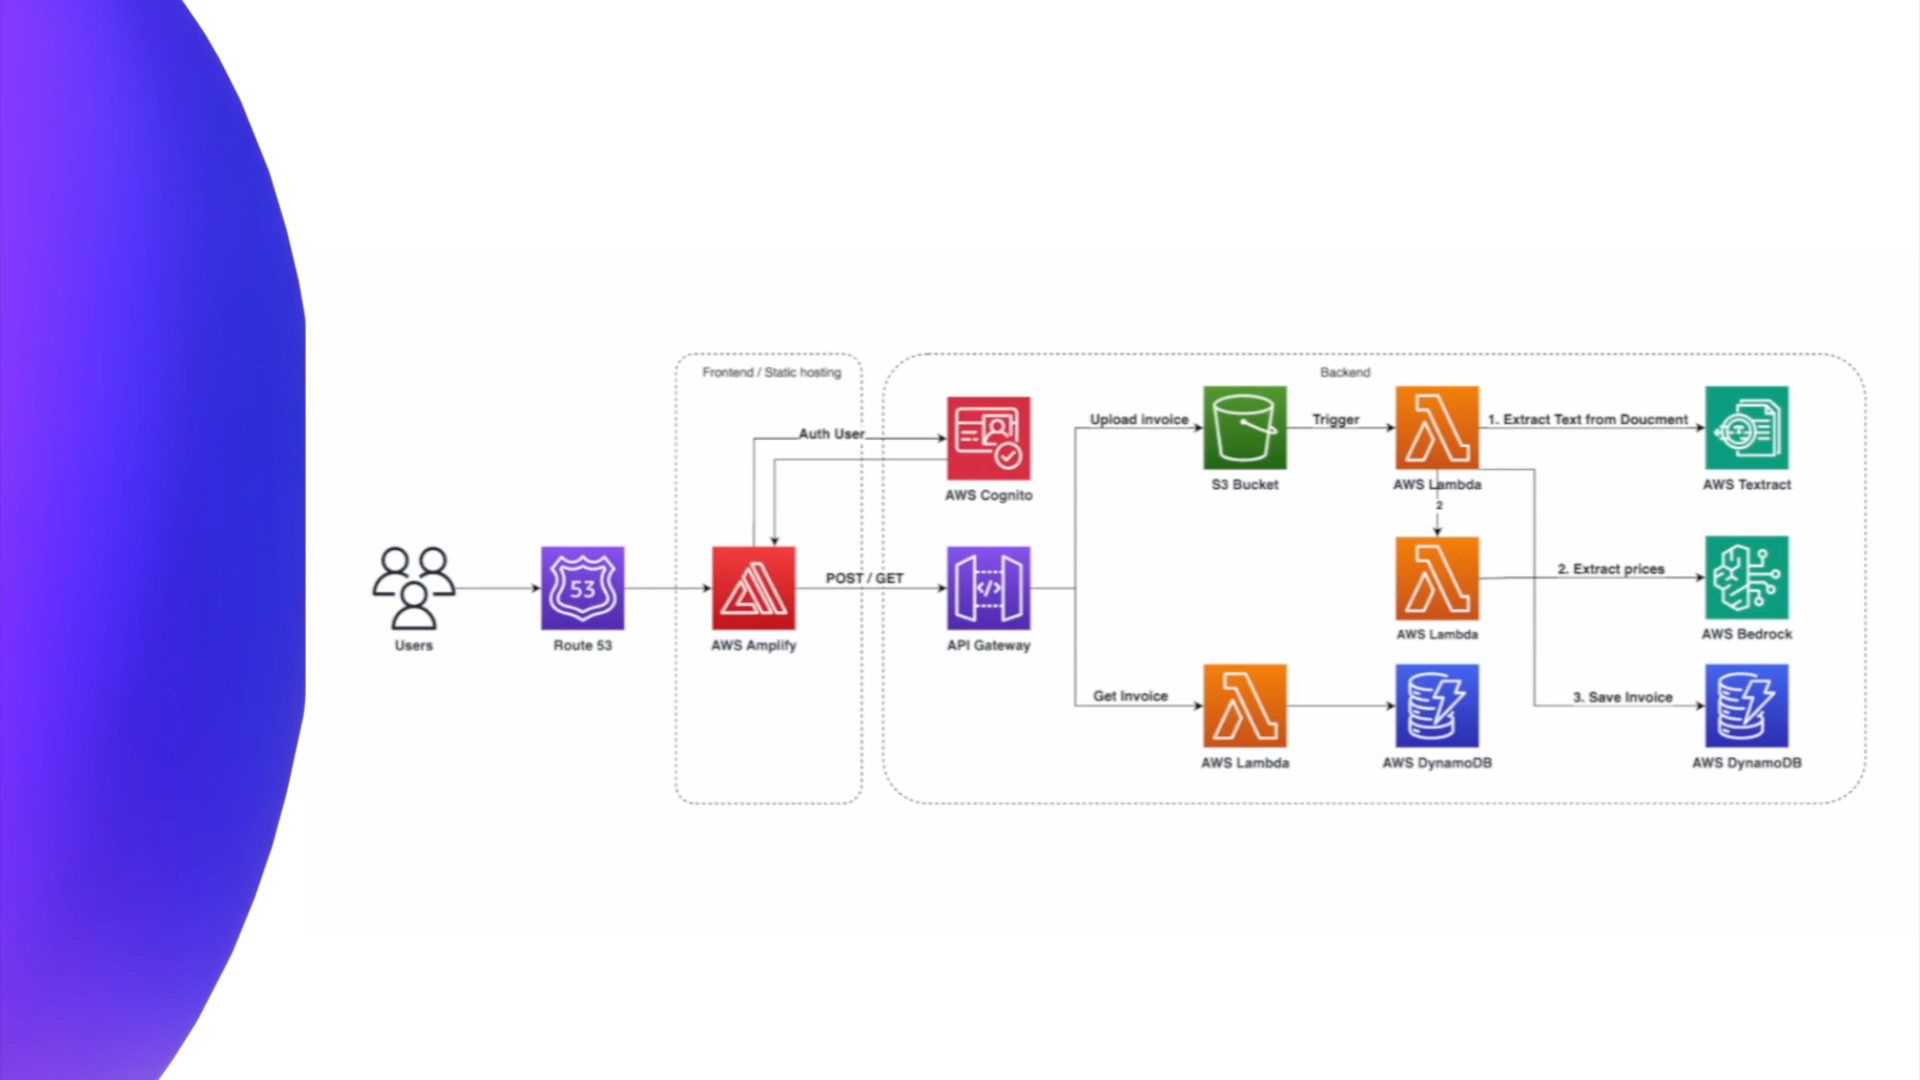 Frontend / Static hosting
Backend
Auth User
AWS Cognito
Upload invoice
S3 Bucket
Trigger
AWS Lambda
1. Extract Text from Doucment
AWS Textract
2
Users
53
Route 53
AWS Amplify
POST / GET
API Gateway
AWS Lambda
2. Extract prices
AWS Bedrock
Get Invoice
AWS Lambda
AWS DynamoDB
3. Save Invoice
AWS DynamoDB